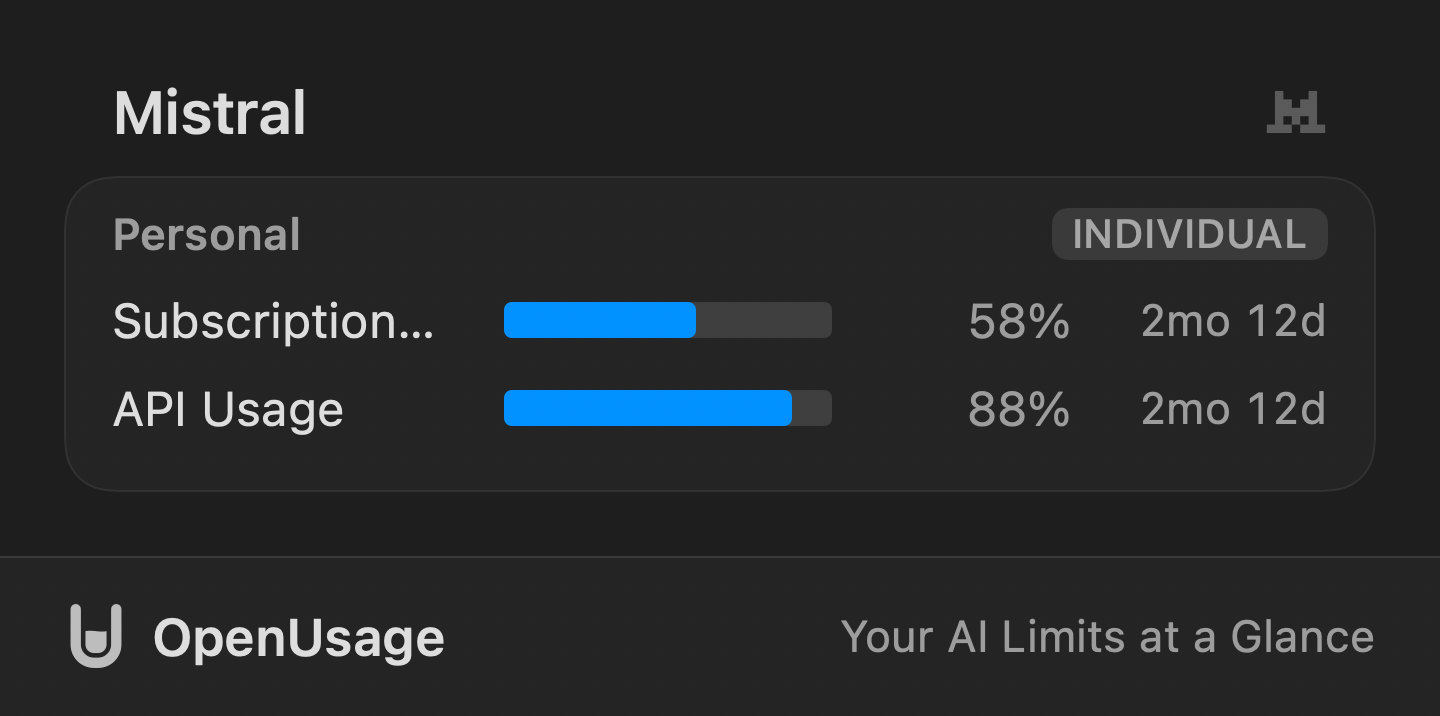 Mistral
Personal INDIVIDUAL
Subscription... 58% 2mo 12d
API Usage 88% 2mo 12d
OpenUsage Your AI Limits at a Glance